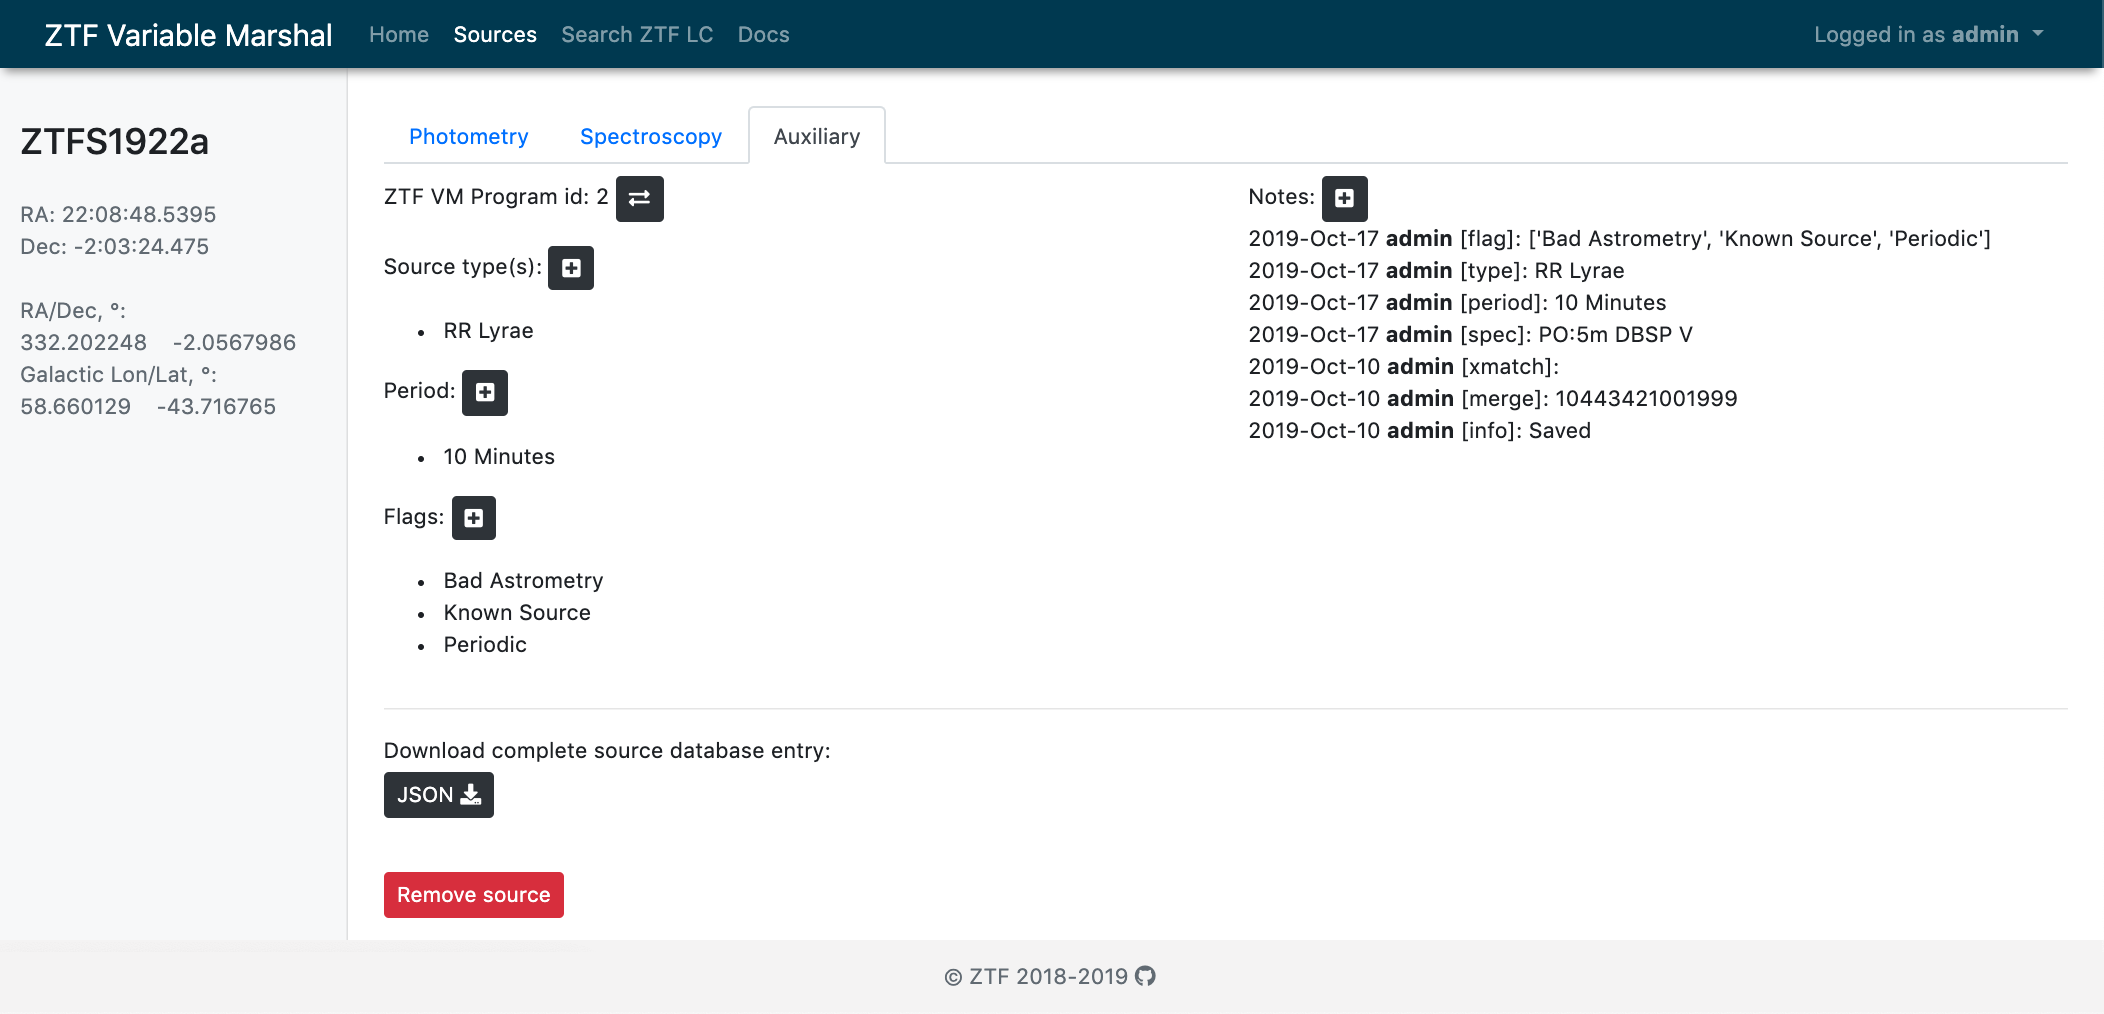 ZTF Variable Marshal Home Sources Search ZTF LC Docs Logged in as admin
ZTFS1922a
RA: 22:08:48.5395
Dec: -2:03:24.475
RA/Dec, °:
332.202248 -2.0567986
Galactic Lon/Lat, °:
58.660129 -43.716765
Photometry Spectroscopy Auxiliary
ZTF VM Program id: 2
Source type(s):
• RR Lyrae
Period:
• 10 Minutes
Flags:
• Bad Astrometry
• Known Source
• Periodic
Notes:
2019-Oct-17 admin [flag]: ['Bad Astrometry', 'Known Source', 'Periodic']
2019-Oct-17 admin [type]: RR Lyrae
2019-Oct-17 admin [period]: 10 Minutes
2019-Oct-17 admin [spec]: PO:5m DBSP V
2019-Oct-10 admin [xmatch]:
2019-Oct-10 admin [merge]: 10443421001999
2019-Oct-10 admin [info]: Saved
Download complete source database entry:
JSON
Remove source
© ZTF 2018-2019